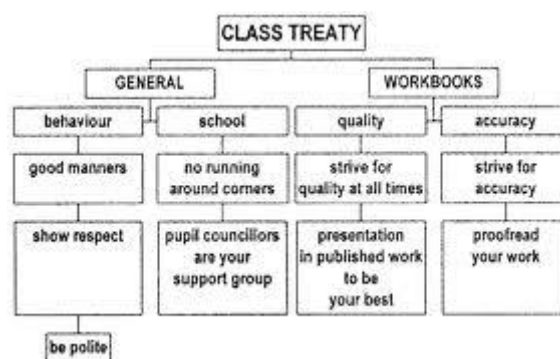 CLASS TREATY
GENERAL
WORKBOOKS
behaviour
school
quality
accuracy
good manners
no running
around corners
strive for
quality at all times
strive for
accuracy
show respect
pupil councillors
are your
support group
presentation
in published work
to be
your best
proofread
your work
be polite